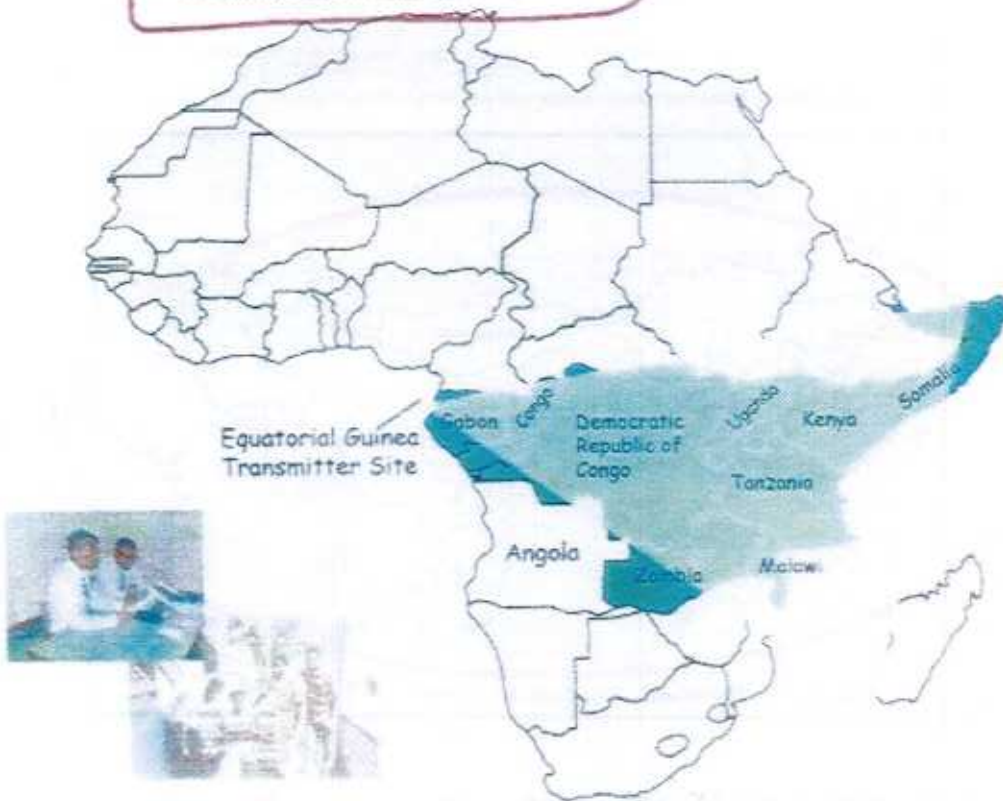 Gabon
Congo
Democratic
Republic of
Congo
Uganda
Kenya
Somalia
Equatorial Guinea
Transmitter Site
Tanzania
Angola
Zambia
Malawi